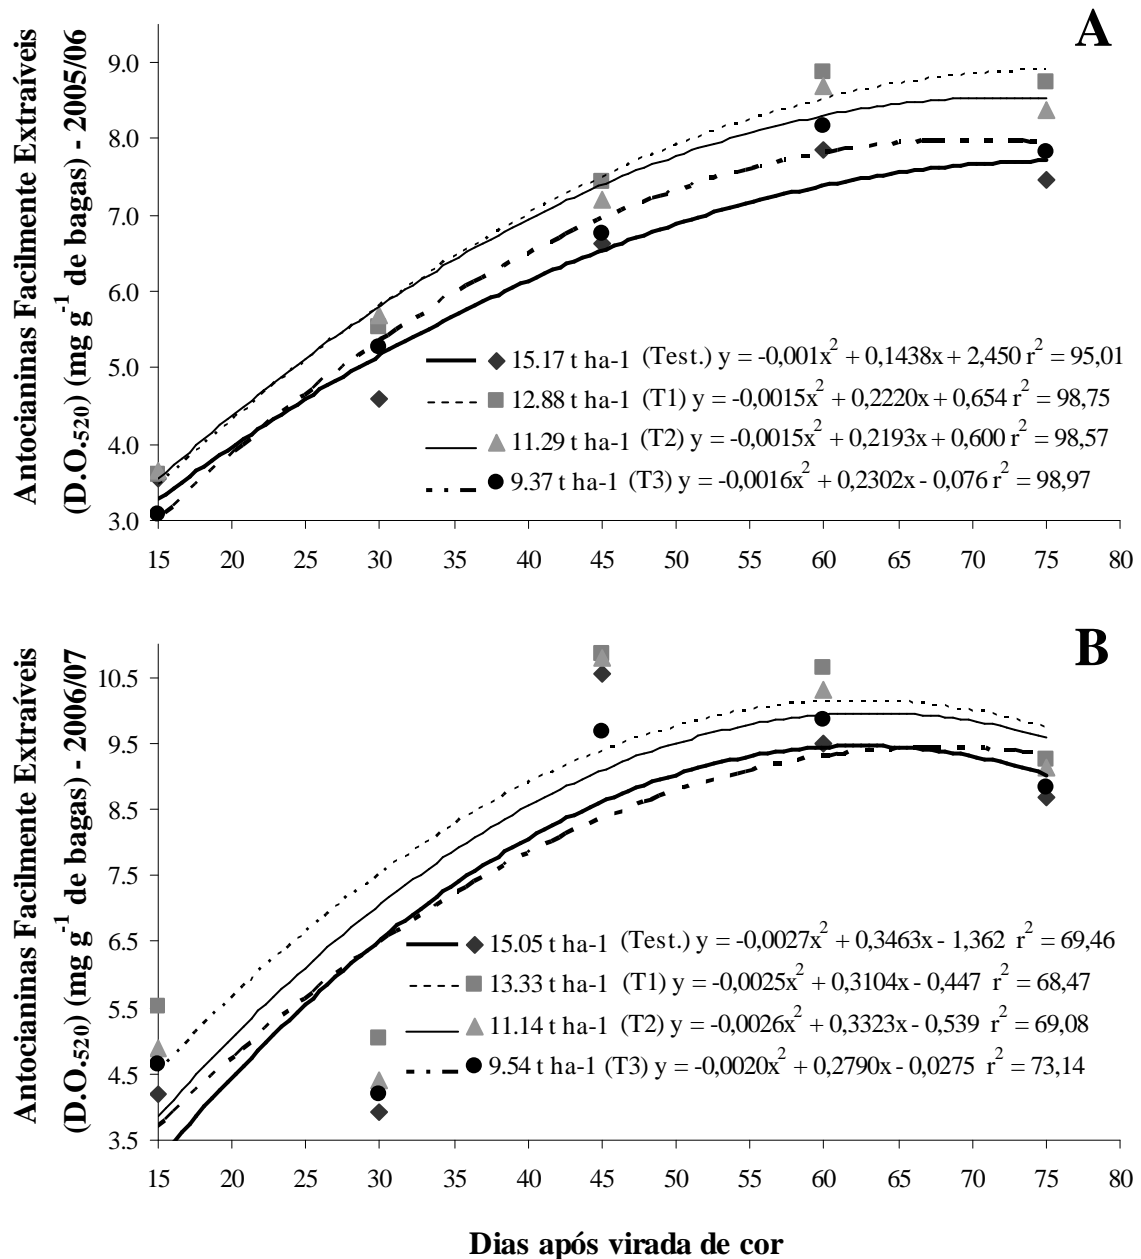 A
Antocianinas Facilmente Extraíveis
(D.O.520) (mg g-1 de bagas) - 2005/06
9.0
8.0
7.0
6.0
5.0
4.0
3.0
15.17 t ha-1 (Test.) y = -0,001x2 + 0,1438x + 2,450 r2 = 95,01
12.88 t ha-1 (T1) y = -0,0015x2 + 0,2220x + 0,654 r2 = 98,75
11.29 t ha-1 (T2) y = -0,0015x2 + 0,2193x + 0,600 r2 = 98,57
9.37 t ha-1 (T3) y = -0,0016x2 + 0,2302x - 0,076 r2 = 98,97
15 20 25 30 35 40 45 50 55 60 65 70 75 80
B
Antocianinas Facilmente Extraíveis
(D.O.520) (mg g-1 de bagas) - 2006/07
10.5
9.5
8.5
7.5
6.5
5.5
4.5
3.5
15.05 t ha-1 (Test.) y = -0,0027x2 + 0,3463x - 1,362 r2 = 69,46
13.33 t ha-1 (T1) y = -0,0025x2 + 0,3104x - 0,447 r2 = 68,47
11.14 t ha-1 (T2) y = -0,0026x2 + 0,3323x - 0,539 r2 = 69,08
9.54 t ha-1 (T3) y = -0,0020x2 + 0,2790x - 0,0275 r2 = 73,14
15 20 25 30 35 40 45 50 55 60 65 70 75 80
Dias após virada de cor